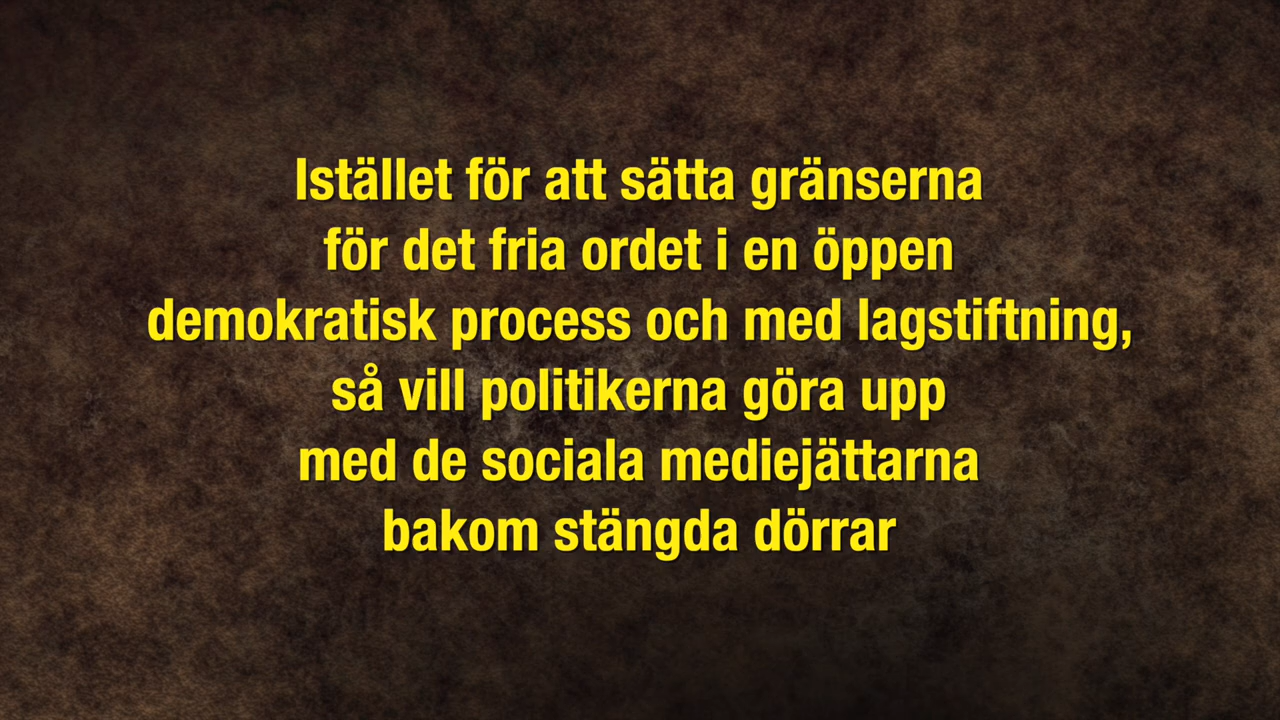 Istället för att sätta gränserna
för det fria ordet i en öppen
demokratisk process och med lagstiftning,
så vill politikerna göra upp
med de sociala mediejättarna
bakom stängda dörrar